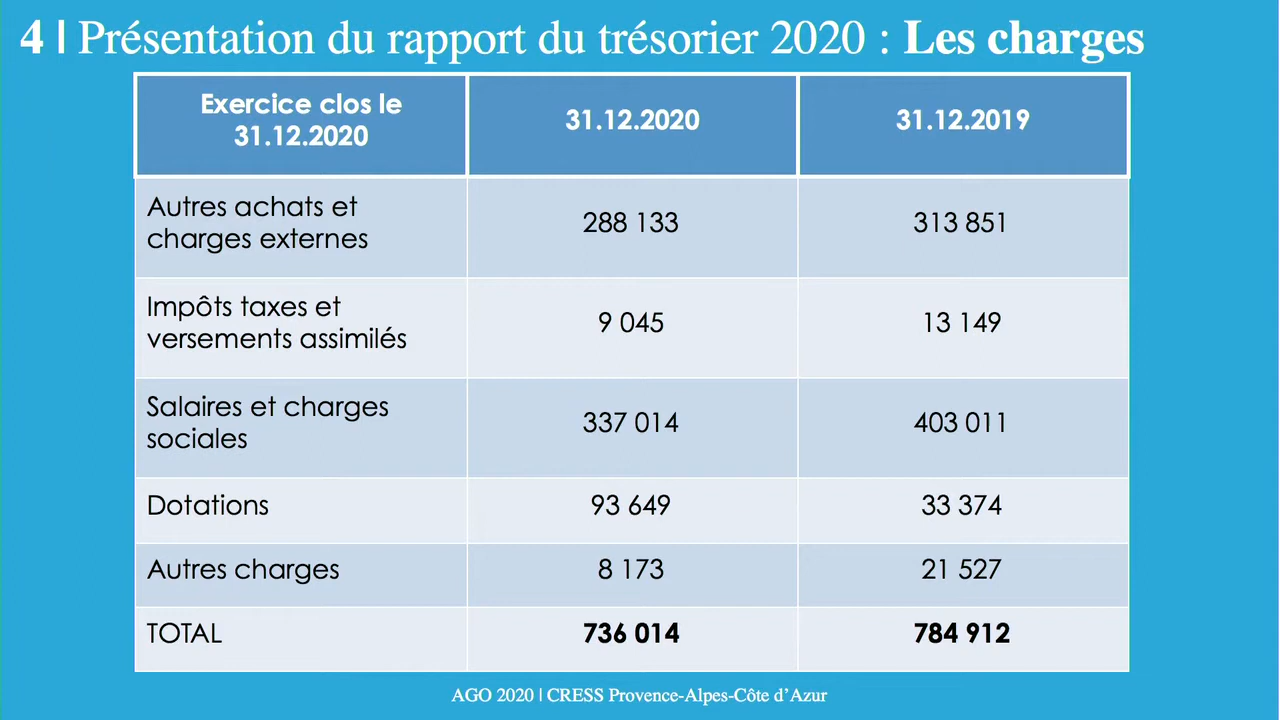 4 | Présentation du rapport du trésorier 2020 : Les charges
Exercice clos le
31.12.2020
31.12.2020
31.12.2019
Autres achats et
charges externes
288 133
313 851
Impôts taxes et
versements assimilés
9 045
13 149
Salaires et charges
sociales
337 014
403 011
Dotations
93 649
33 374
Autres charges
8 173
21 527
TOTAL
736 014
784 912
AGO 2020 | CRESS Provence-Alpes-Côte d’Azur